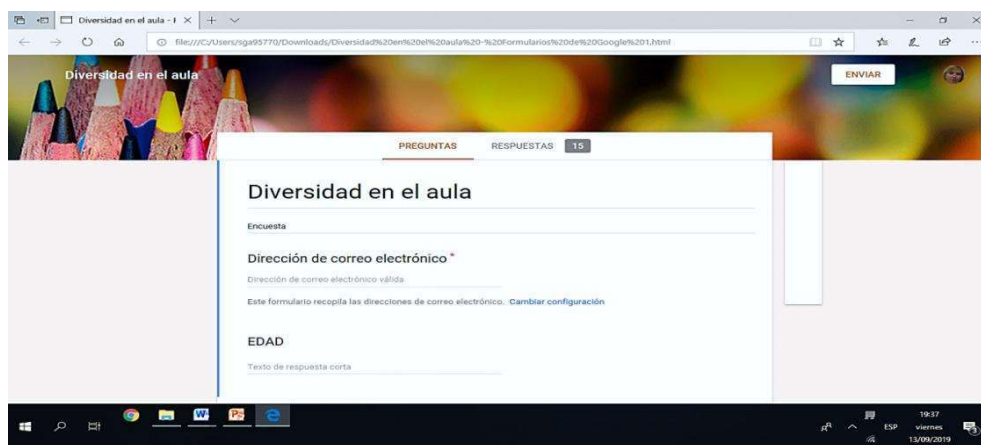 Diversidad en el aula - F
file:///C:/Users/sga95770/Downloads/Diversidad%20en%20el%20aula%20-%20Formularios%20de%20Google%201.html
Diversidad en el aula
ENVIAR
PREGUNTAS RESPUESTAS 15
Diversidad en el aula
Encuesta
Dirección de correo electrónico *
Dirección de correo electrónico válida
Este formulario recopila las direcciones de correo electrónico. Cambiar configuración
EDAD
Texto de respuesta corta
19:37
ESP viernes
13/09/2019
3